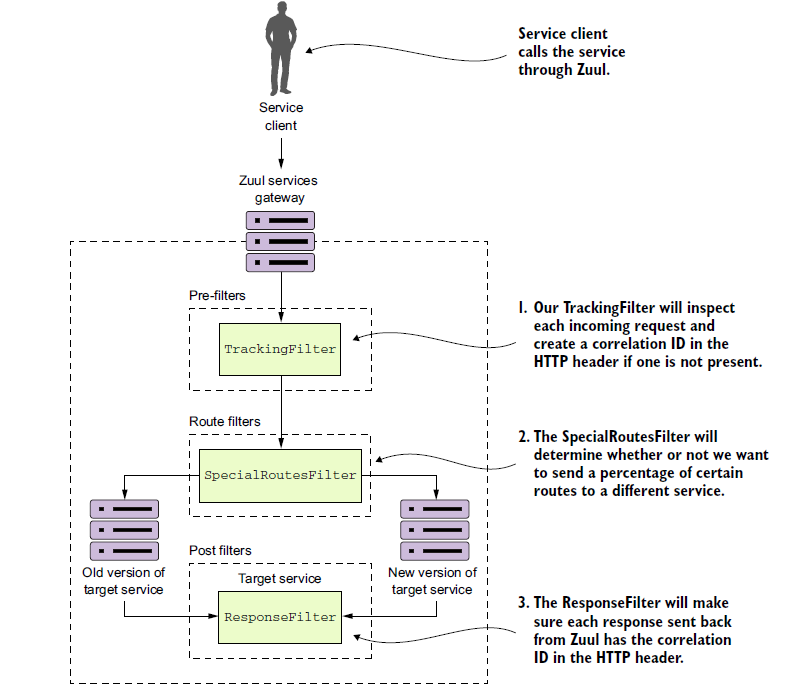 Service client
calls the service
through Zuul.
Service
client
Zuul services
gateway
Pre-filters
TrackingFilter
1. Our TrackingFilter will inspect
each incoming request and
create a correlation ID in the
HTTP header if one is not present.
Route filters
SpecialRoutesFilter
2. The SpecialRoutesFilter will
determine whether or not we want
to send a percentage of certain
routes to a different service.
Old version of
target service
New version of
target service
Post filters
Target service
ResponseFilter
3. The ResponseFilter will make
sure each response sent back
from Zuul has the correlation
ID in the HTTP header.